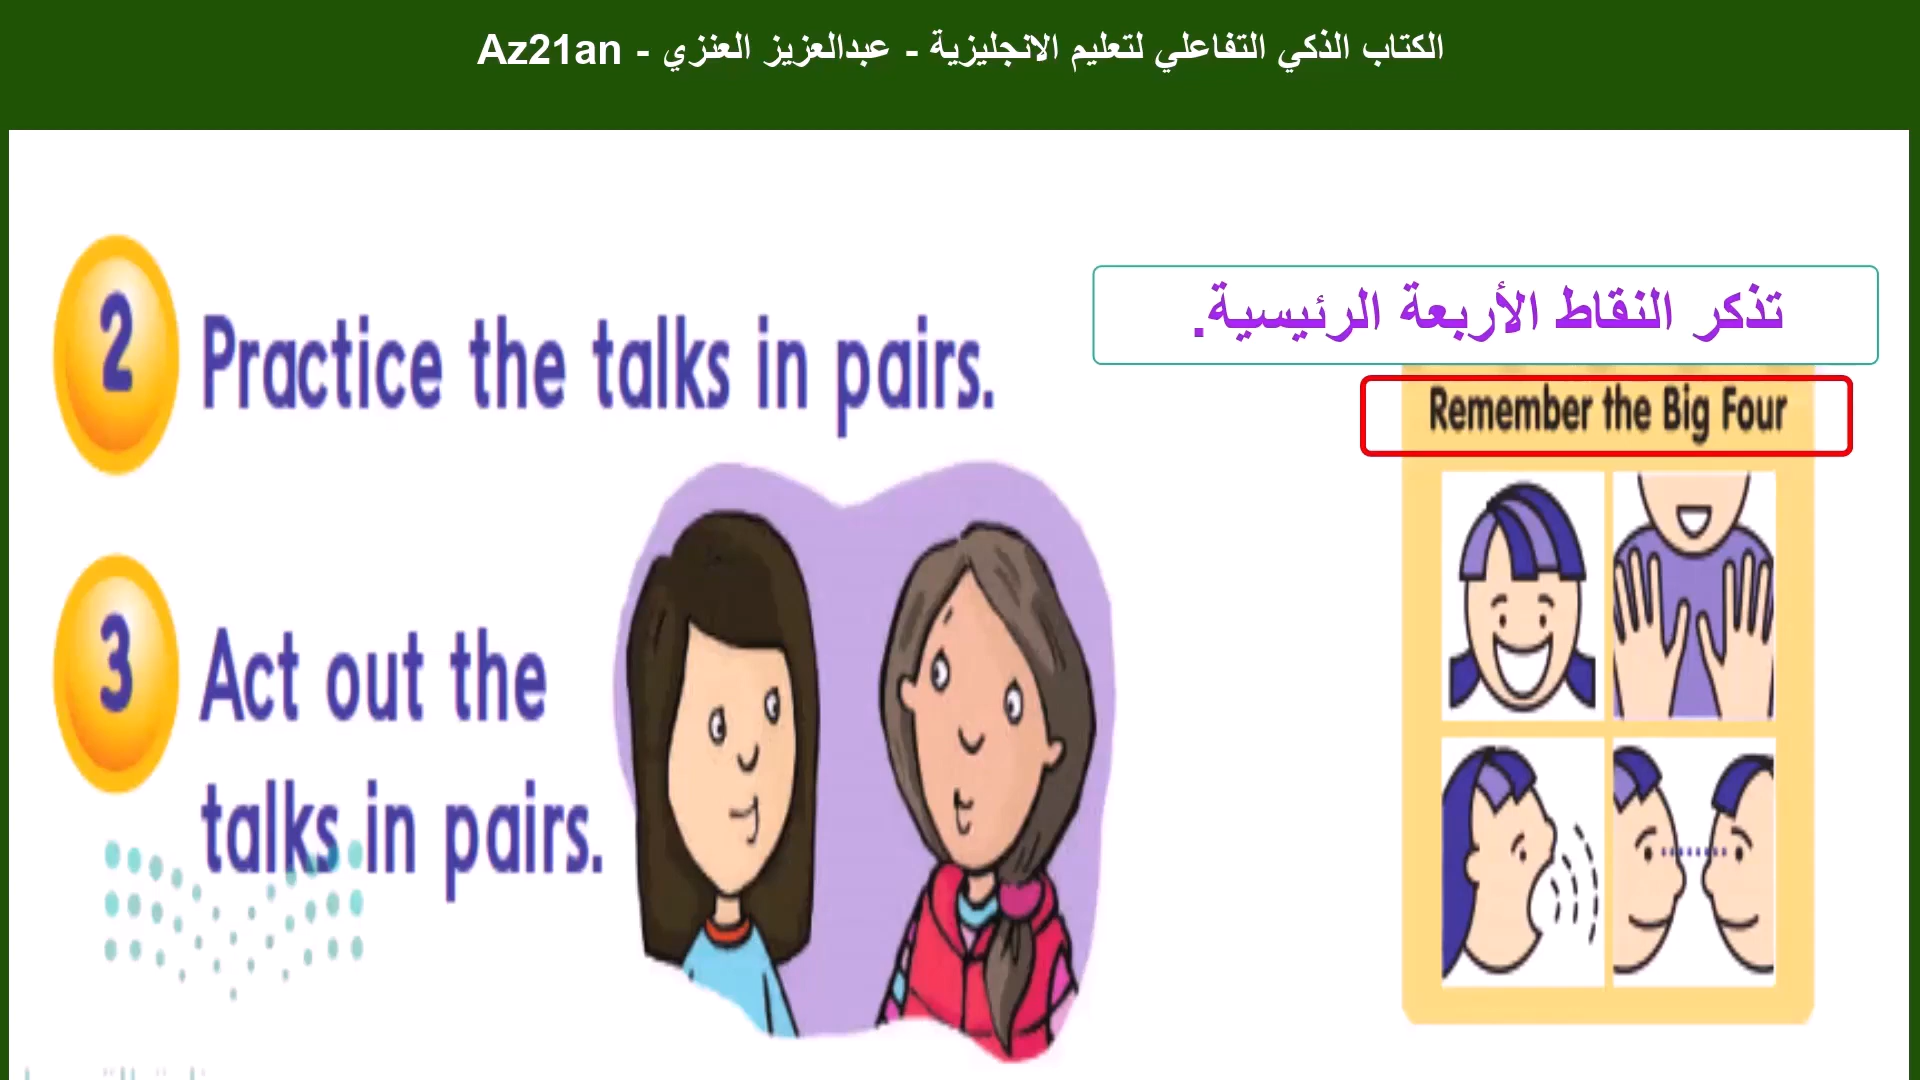 الكتاب الذكي التفاعلي لتعليم الانجليزية - عبدالعزيز العنزي - Az21an
2 Practice the talks in pairs.
تذكر النقاط الأربعة الرئيسية.
Remember the Big Four
3 Act out the
talks in pairs.